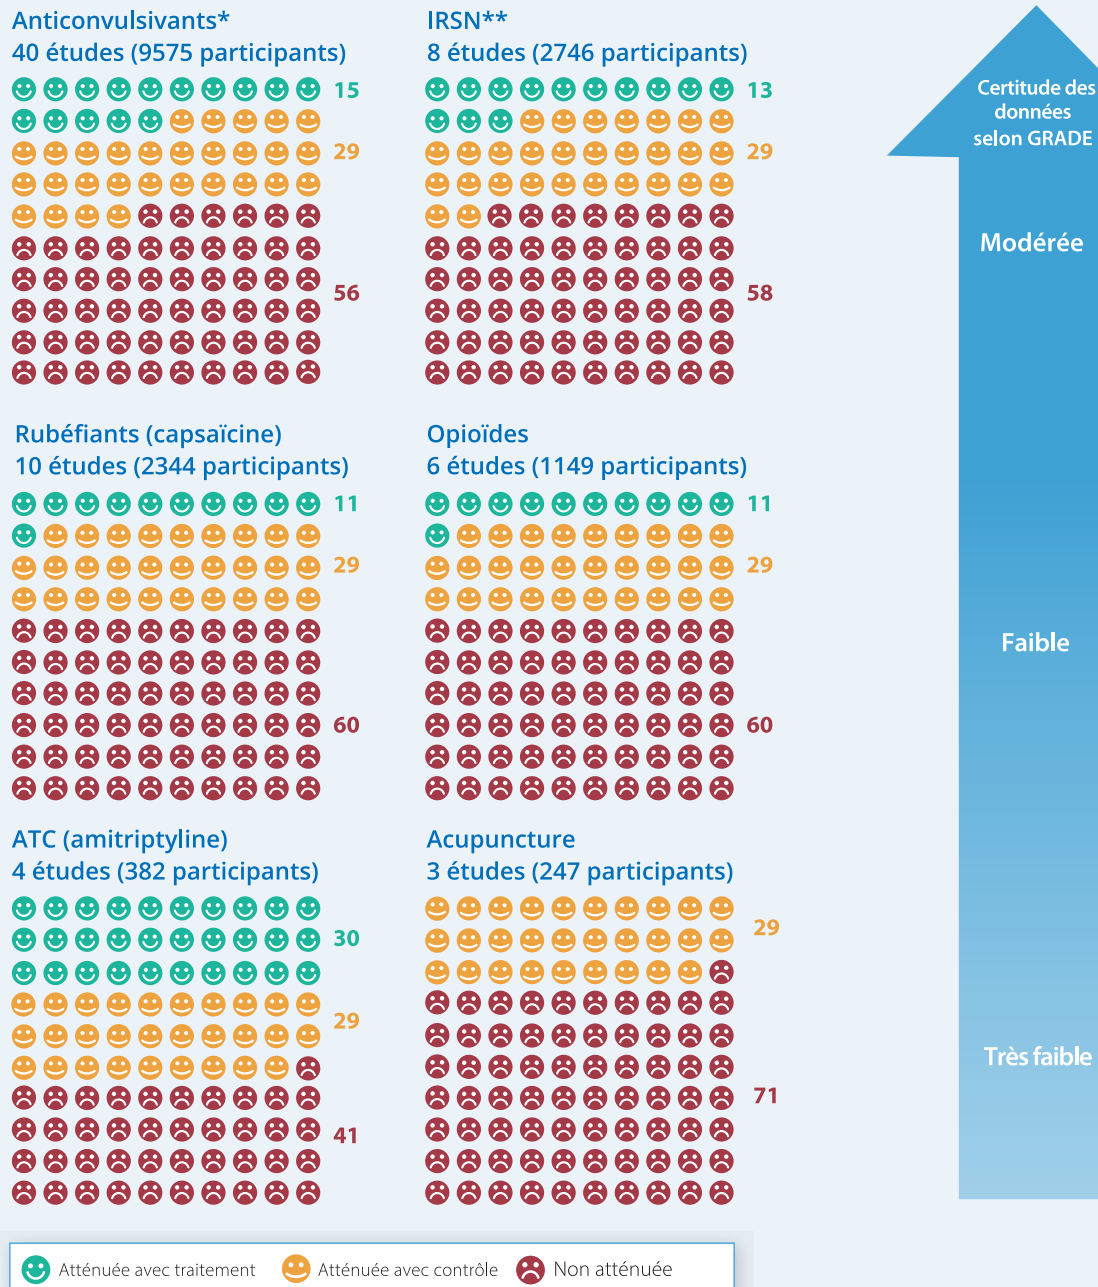 Anticonvulsivants*
40 études (9575 participants)
15
29
56
IRSN**
8 études (2746 participants)
13
29
58
Rubéfiants (capsaïcine)
10 études (2344 participants)
11
29
60
Opioïdes
6 études (1149 participants)
11
29
60
ATC (amitriptyline)
4 études (382 participants)
30
29
41
Acupuncture
3 études (247 participants)
29
71
Certitude des
données
selon GRADE
Modérée
Faible
Très faible
Atténuée avec traitement
Atténuée avec contrôle
Non atténuée